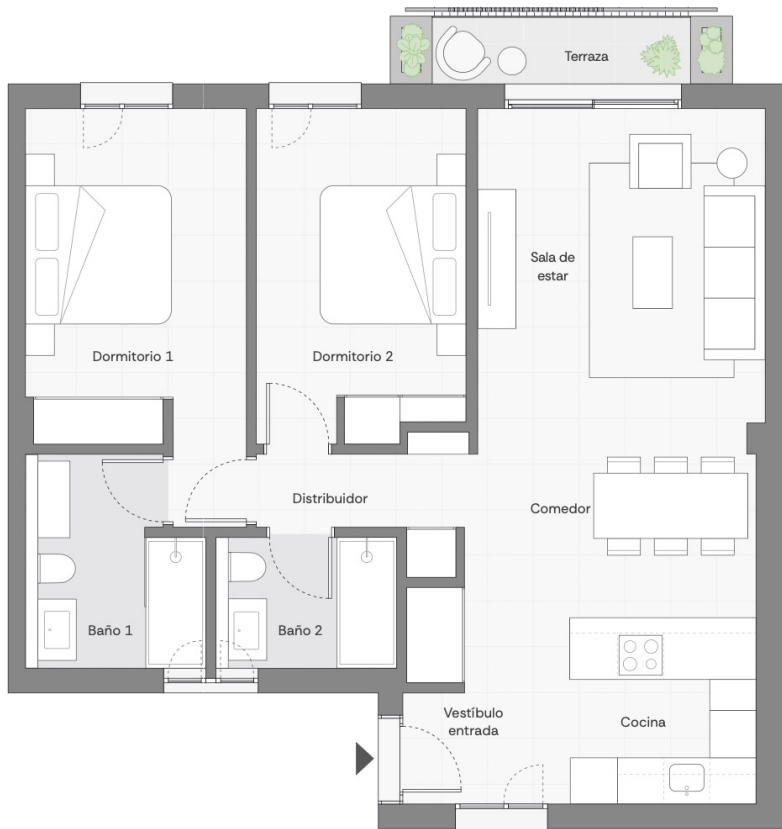 Terraza
Sala de
estar
Dormitorio 1
Dormitorio 2
Distribuidor
Comedor
Baño 1
Baño 2
Vestíbulo
entrada
Cocina